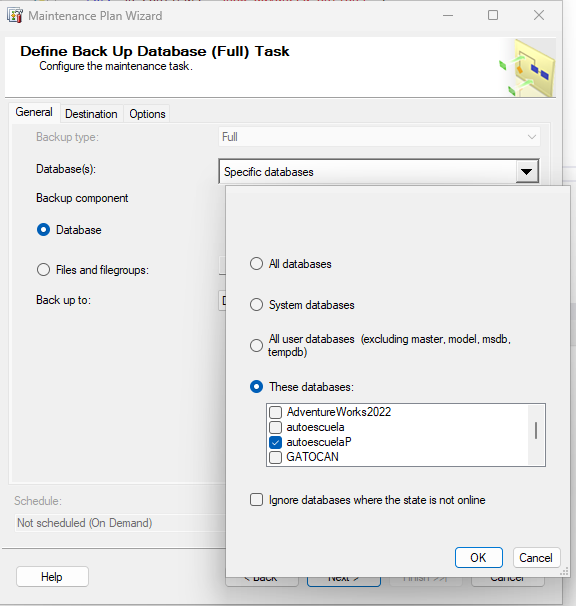 Maintenance Plan Wizard
Define Back Up Database (Full) Task
Configure the maintenance task.
General Destination Options
Backup type: Full
Database(s): Specific databases
Backup component
Database
Files and filegroups:
Back up to:
All databases
System databases
All user databases (excluding master, model, msdb,
tempdb)
These databases:
AdventureWorks2022
autoescuela
autoescuelaP
GATOCAN
Ignore databases where the state is not online
OK Cancel
Schedule:
Not scheduled (On Demand)
Help < Back Next > Finish >>| Cancel